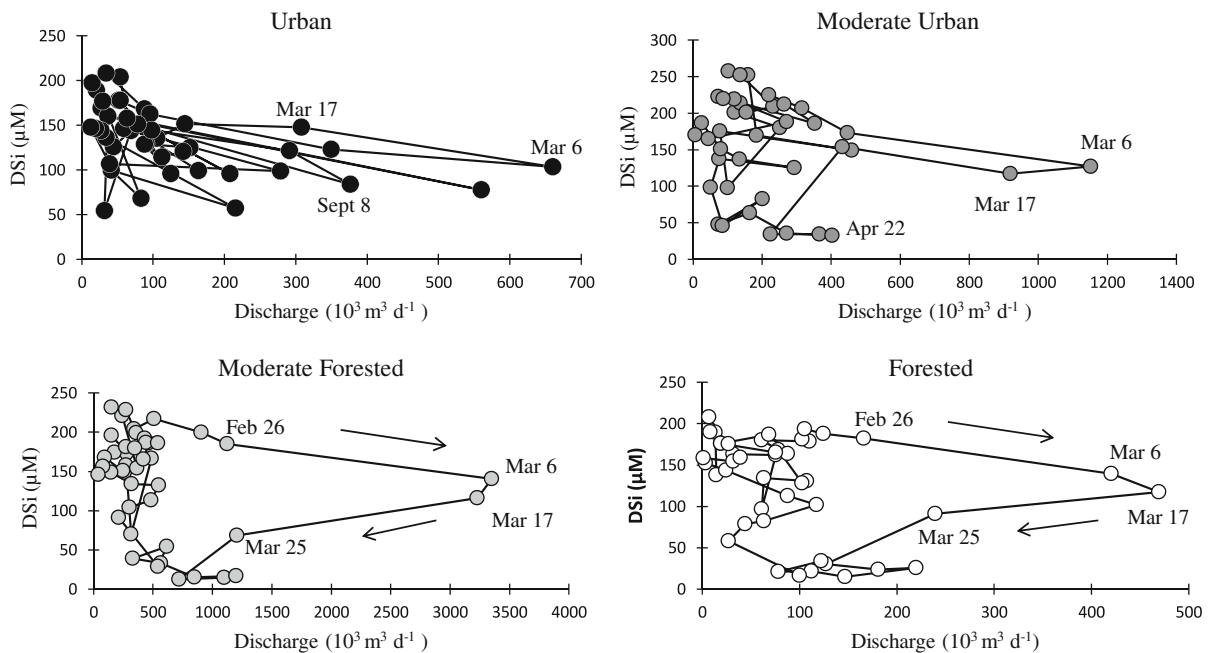 Urban
250
200
150
100
50
0
DSi (µM)
Mar 17
Mar 6
Sept 8
0 100 200 300 400 500 600 700
Discharge (10³ m³ d⁻¹ )
Moderate Urban
300
250
200
150
100
50
0
DSi (µM)
Mar 6
Mar 17
Apr 22
0 200 400 600 800 1000 1200 1400
Discharge (10³ m³ d⁻¹ )
Moderate Forested
250
200
150
100
50
0
DSi (µM)
Feb 26
Mar 6
Mar 17
Mar 25
0 500 1000 1500 2000 2500 3000 3500 4000
Discharge (10³ m³ d⁻¹ )
Forested
250
200
150
100
50
0
DSi (µM)
Feb 26
Mar 6
Mar 17
Mar 25
0 100 200 300 400 500
Discharge (10³ m³ d⁻¹)